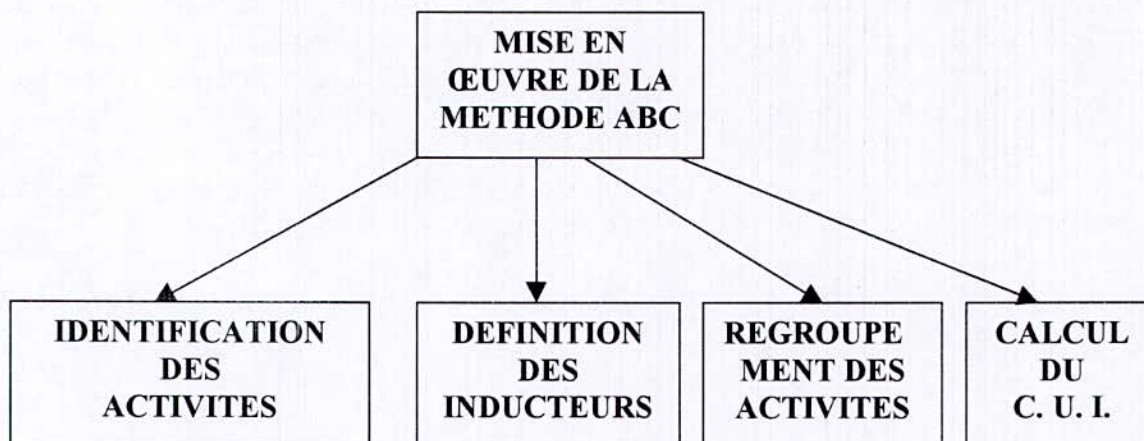 MISE EN
ŒUVRE DE LA
METHODE ABC
IDENTIFICATION
DES
ACTIVITES
DEFINITION
DES
INDUCTEURS
REGROUPE
MENT DES
ACTIVITES
CALCUL
DU
C. U. I.